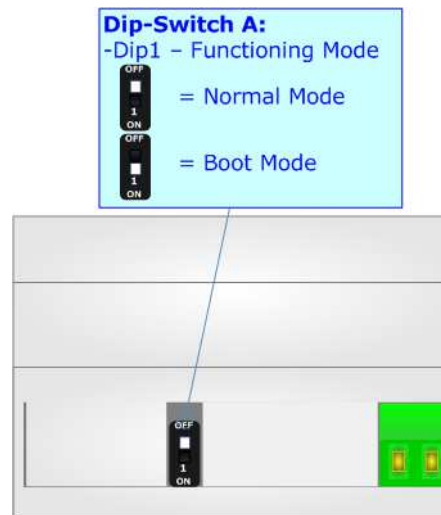 Dip-Switch A:
-Dip1 – Functioning Mode
OFF
1
ON
= Normal Mode
OFF
1
ON
= Boot Mode
OFF
1
ON